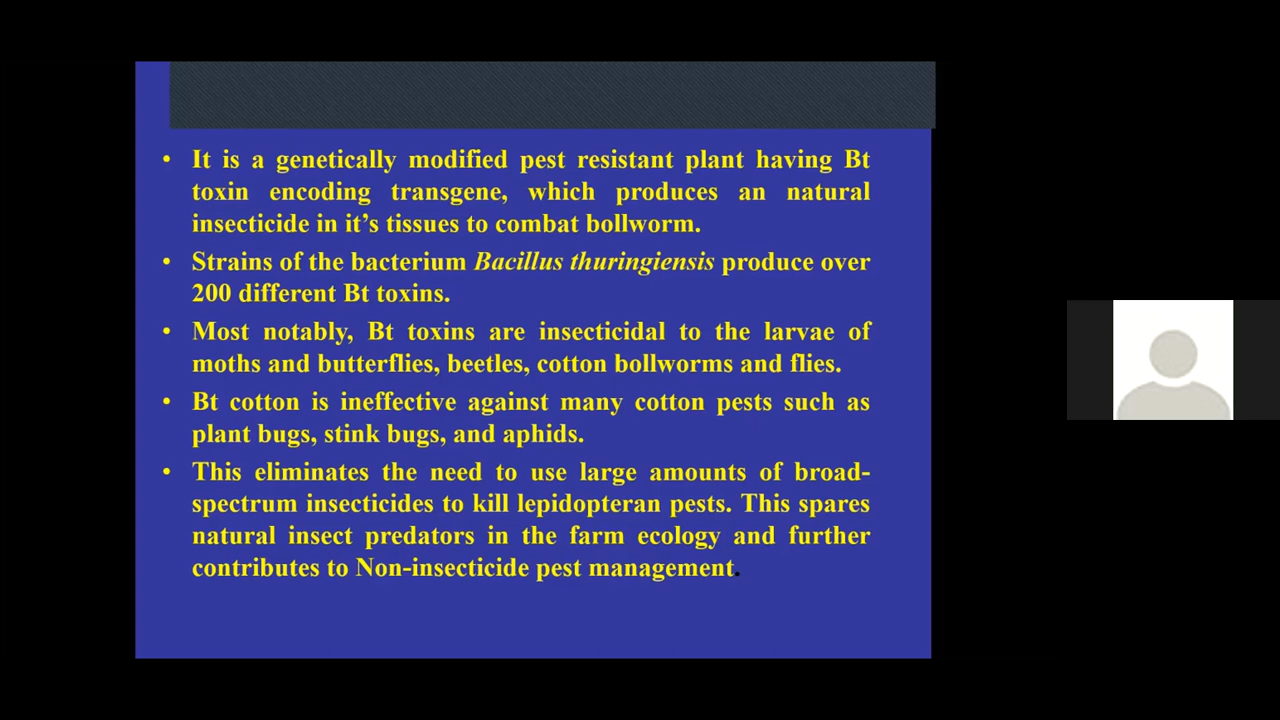 • It is a genetically modified pest resistant plant having Bt
toxin encoding transgene, which produces an natural
insecticide in it’s tissues to combat bollworm.
• Strains of the bacterium Bacillus thuringiensis produce over
200 different Bt toxins.
• Most notably, Bt toxins are insecticidal to the larvae of
moths and butterflies, beetles, cotton bollworms and flies.
• Bt cotton is ineffective against many cotton pests such as
plant bugs, stink bugs, and aphids.
• This eliminates the need to use large amounts of broad-
spectrum insecticides to kill lepidopteran pests. This spares
natural insect predators in the farm ecology and further
contributes to Non-insecticide pest management.